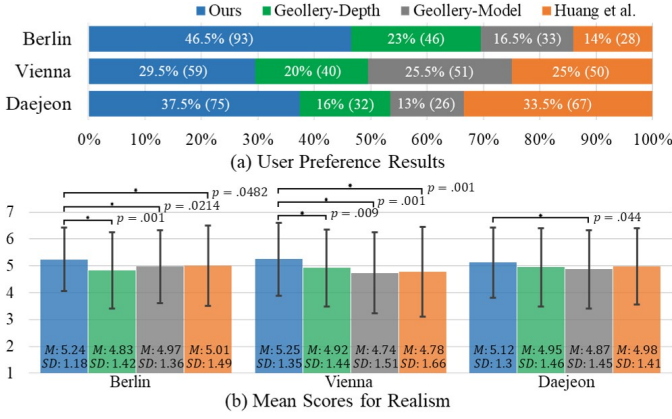 Ours Geollery-Depth Geollery-Model Huang et al.
Berlin 46.5% (93) 23% (46) 16.5% (33) 14% (28)
Vienna 29.5% (59) 20% (40) 25.5% (51) 25% (50)
Daejeon 37.5% (75) 16% (32) 13% (26) 33.5% (67)
0% 10% 20% 30% 40% 50% 60% 70% 80% 90% 100%
(a) User Preference Results
* p = .0482 * p = .001
* p = .0214 * p = .001
* p = .001 * p = .009 * p = .044
7
6
5
4
3
2
M: 5.24 M: 4.83 M: 4.97 M: 5.01 M: 5.25 M: 4.92 M: 4.74 M: 4.78 M: 5.12 M: 4.95 M: 4.87 M: 4.98
SD: 1.18 SD: 1.42 SD: 1.36 SD: 1.49 SD: 1.35 SD: 1.44 SD: 1.51 SD: 1.66 SD: 1.3 SD: 1.46 SD: 1.45 SD: 1.41
1
Berlin Vienna Daejeon
(b) Mean Scores for Realism